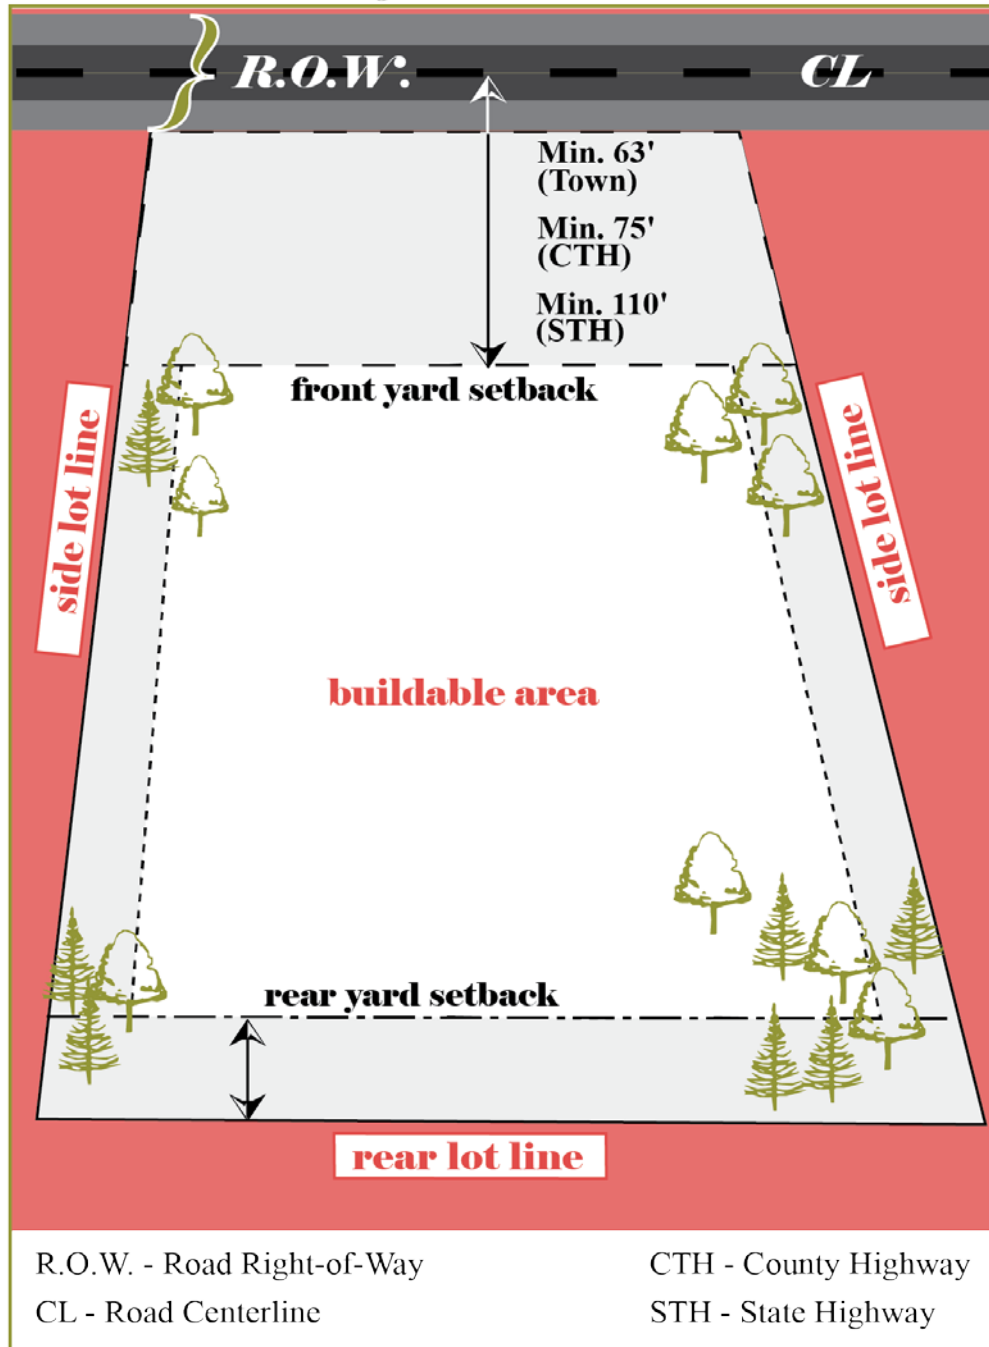 R.O.W.
CL
Min. 63'
(Town)
Min. 75'
(CTH)
Min. 110'
(STH)
front yard setback
side lot line
side lot line
buildable area
rear yard setback
rear lot line
R.O.W. - Road Right-of-Way
CTH - County Highway
CL - Road Centerline
STH - State Highway